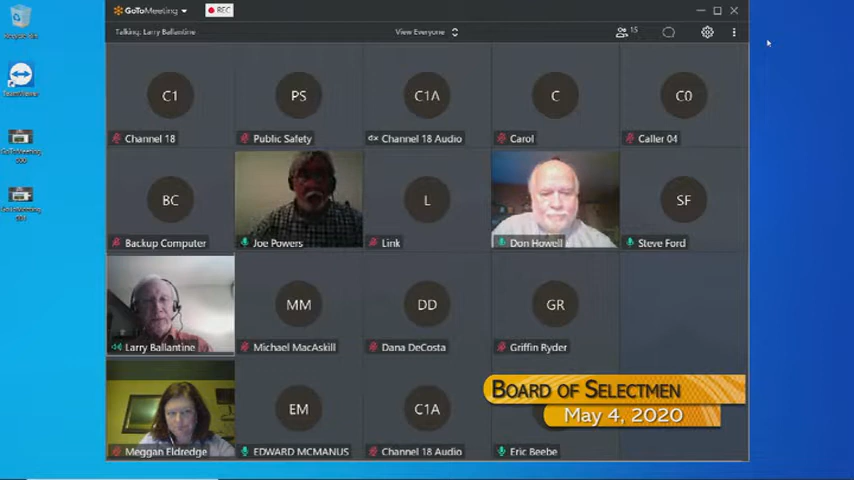 GoToMeeting
REC
Talking: Larry Ballantine
View Everyone
15
C1
PS
C1A
C
C0
Channel 18
Public Safety
Channel 18 Audio
Carol
Caller 04
BC
L
SF
Backup Computer
Joe Powers
Link
Don Howell
Steve Ford
MM
DD
GR
Larry Ballantine
Michael MacAskill
Dana DeCosta
Griffin Ryder
EM
C1A
BOARD OF SELECTMEN
May 4, 2020
Meggan Eldredge
EDWARD MCMANUS
Channel 18 Audio
Eric Beebe